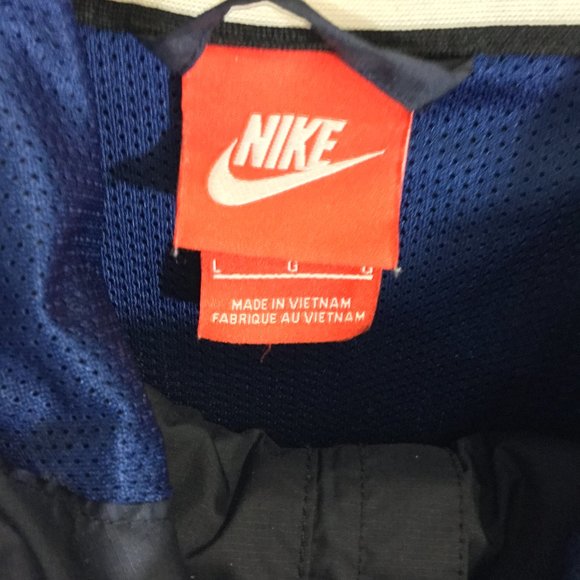 NIKE
L G G
MADE IN VIETNAM
FABRIQUE AU VIETNAM